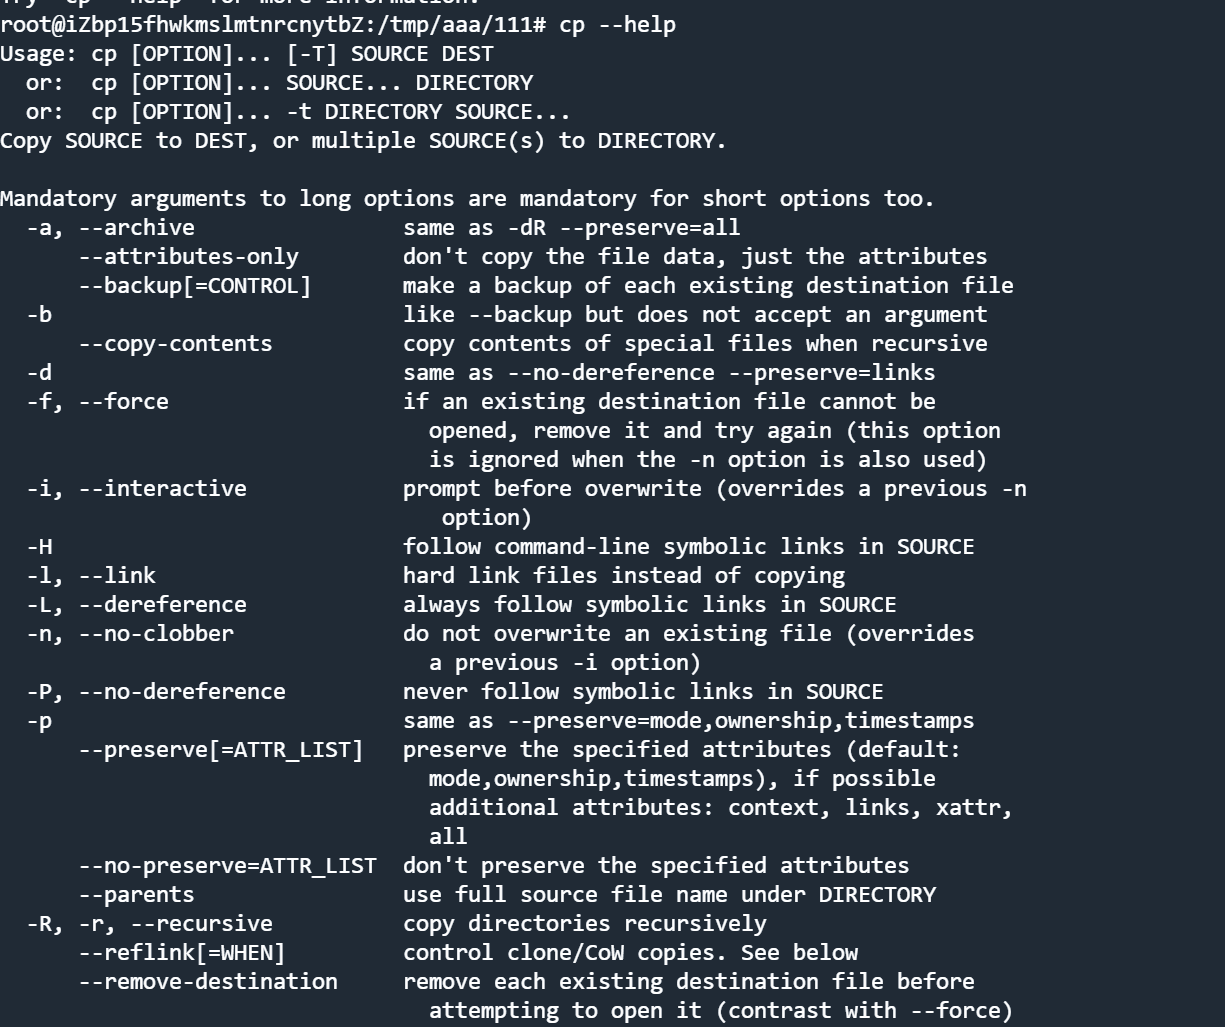 Try 'cp --help' for more information.
root@iZbp15fhwkmslmtnrcnytbZ:/tmp/aaa/111# cp --help
Usage: cp [OPTION]... [-T] SOURCE DEST
  or:  cp [OPTION]... SOURCE... DIRECTORY
  or:  cp [OPTION]... -t DIRECTORY SOURCE...
Copy SOURCE to DEST, or multiple SOURCE(s) to DIRECTORY.

Mandatory arguments to long options are mandatory for short options too.
  -a, --archive                same as -dR --preserve=all
      --attributes-only        don't copy the file data, just the attributes
      --backup[=CONTROL]       make a backup of each existing destination file
  -b                           like --backup but does not accept an argument
      --copy-contents          copy contents of special files when recursive
  -d                           same as --no-dereference --preserve=links
  -f, --force                  if an existing destination file cannot be
                                 opened, remove it and try again (this option
                                 is ignored when the -n option is also used)
  -i, --interactive            prompt before overwrite (overrides a previous -n
                                  option)
  -H                           follow command-line symbolic links in SOURCE
  -l, --link                   hard link files instead of copying
  -L, --dereference            always follow symbolic links in SOURCE
  -n, --no-clobber             do not overwrite an existing file (overrides
                                 a previous -i option)
  -P, --no-dereference         never follow symbolic links in SOURCE
  -p                           same as --preserve=mode,ownership,timestamps
      --preserve[=ATTR_LIST]   preserve the specified attributes (default:
                                 mode,ownership,timestamps), if possible
                                 additional attributes: context, links, xattr,
                                 all
      --no-preserve=ATTR_LIST  don't preserve the specified attributes
      --parents                use full source file name under DIRECTORY
  -R, -r, --recursive          copy directories recursively
      --reflink[=WHEN]         control clone/CoW copies. See below
      --remove-destination     remove each existing destination file before
                                 attempting to open it (contrast with --force)